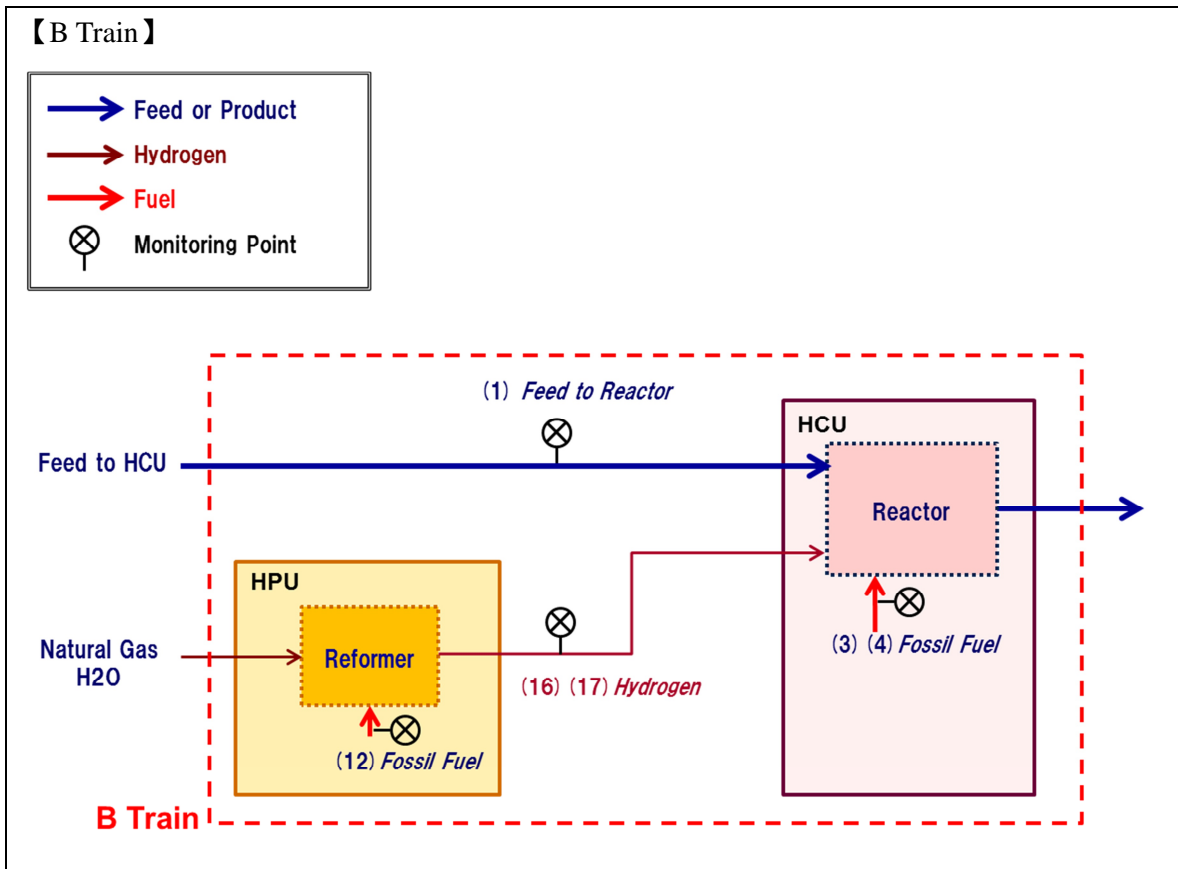 【B Train】
Feed or Product
Hydrogen
Fuel
Monitoring Point
(1) Feed to Reactor
HCU
Feed to HCU
Reactor
HPU
Natural Gas
H2O
Reformer
(3) (4) Fossil Fuel
(16) (17) Hydrogen
(12) Fossil Fuel
B Train